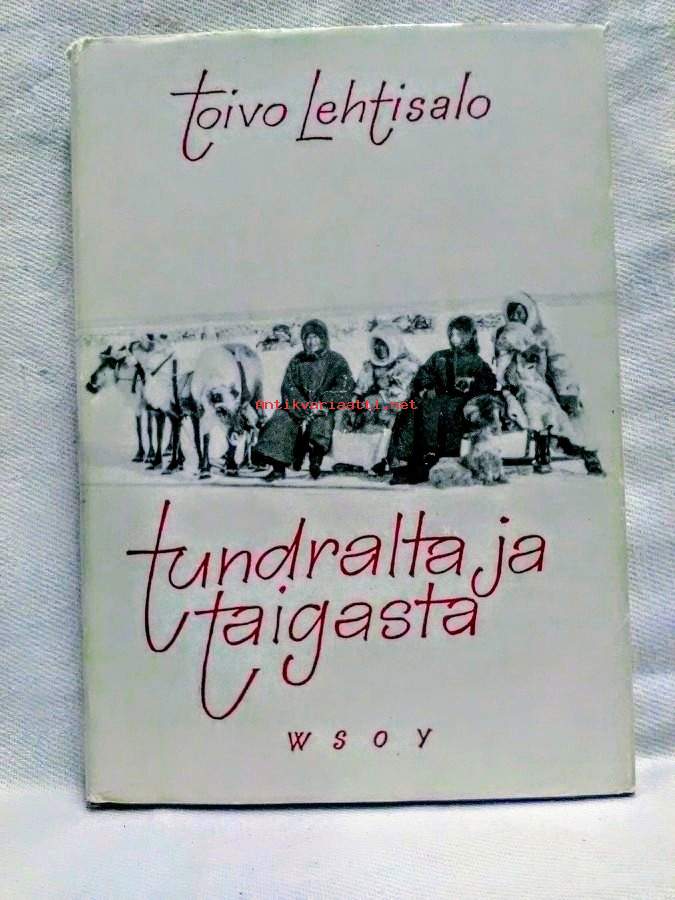 toivo Lehtisalo
Antikvariaatti.net
tundralta ja
taigasta
WSOY